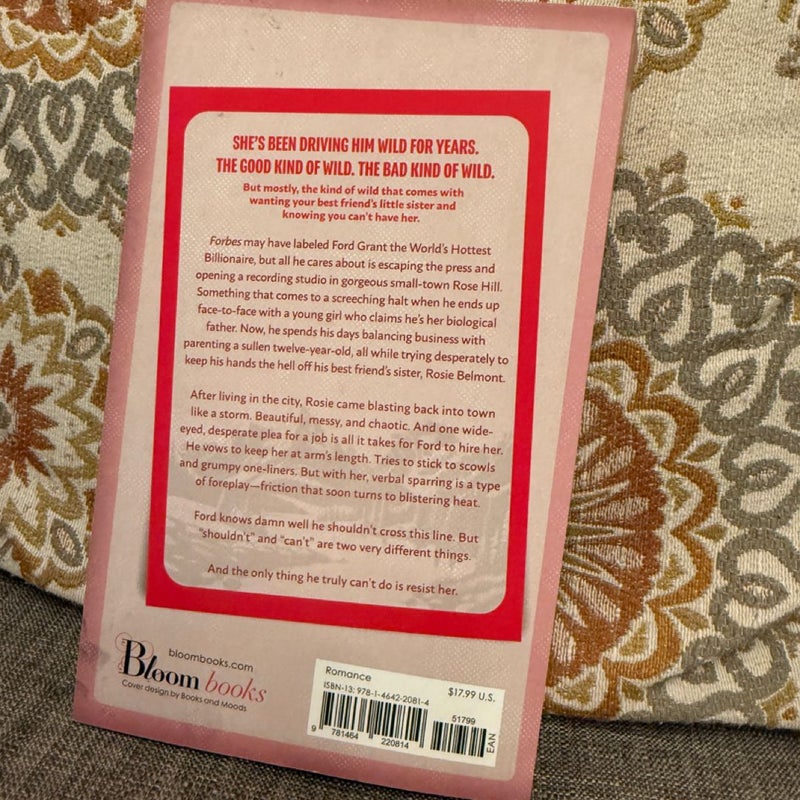 SHE'S BEEN DRIVING HIM WILD FOR YEARS.
THE GOOD KIND OF WILD. THE BAD KIND OF WILD.
But mostly, the kind of wild that comes with
wanting your best friend's little sister and
knowing you can't have her.
Forbes may have labeled Ford Grant the World's Hottest
Billionaire, but all he cares about is escaping the press and
opening a recording studio in gorgeous small-town Rose Hill.
Something that comes to a screeching halt when he ends up
face-to-face with a young girl who claims he's her biological
father. Now, he spends his days balancing business with
parenting a sullen twelve-year-old, all while trying desperately to
keep his hands the hell off his best friend's sister, Rosie Belmont.
After living in the city, Rosie came blasting back into town
like a storm. Beautiful, messy, and chaotic. And one wide-
eyed, desperate plea for a job is all it takes for Ford to hire her.
He vows to keep her at arm's length. Tries to stick to scowls
and grumpy one-liners. But with her, verbal sparring is a type
of foreplay—friction that soon turns to blistering heat.
Ford knows damn well he shouldn't cross this line. But
"shouldn't" and "can't" are two very different things.
And the only thing he truly can't do is resist her.
bloombooks.com
Bloom books
Cover design by Books and Moods
Romance
ISBN-13: 978-1-4642-2081-4
$17.99 U.S.
51799
9 781464 220814
EAN